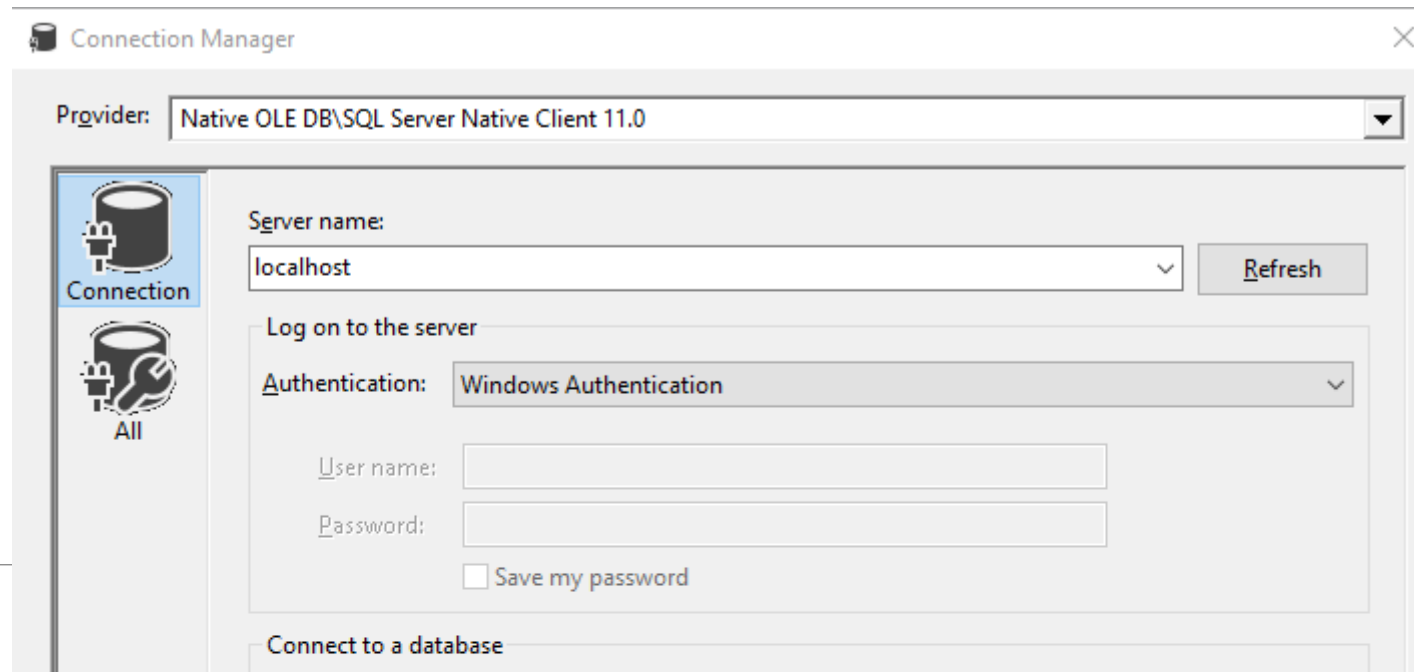 Connection Manager
Provider: Native OLE DB\SQL Server Native Client 11.0
Connection
All
Server name:
localhost
Refresh
Log on to the server
Authentication: Windows Authentication
User name:
Password:
Save my password
Connect to a database